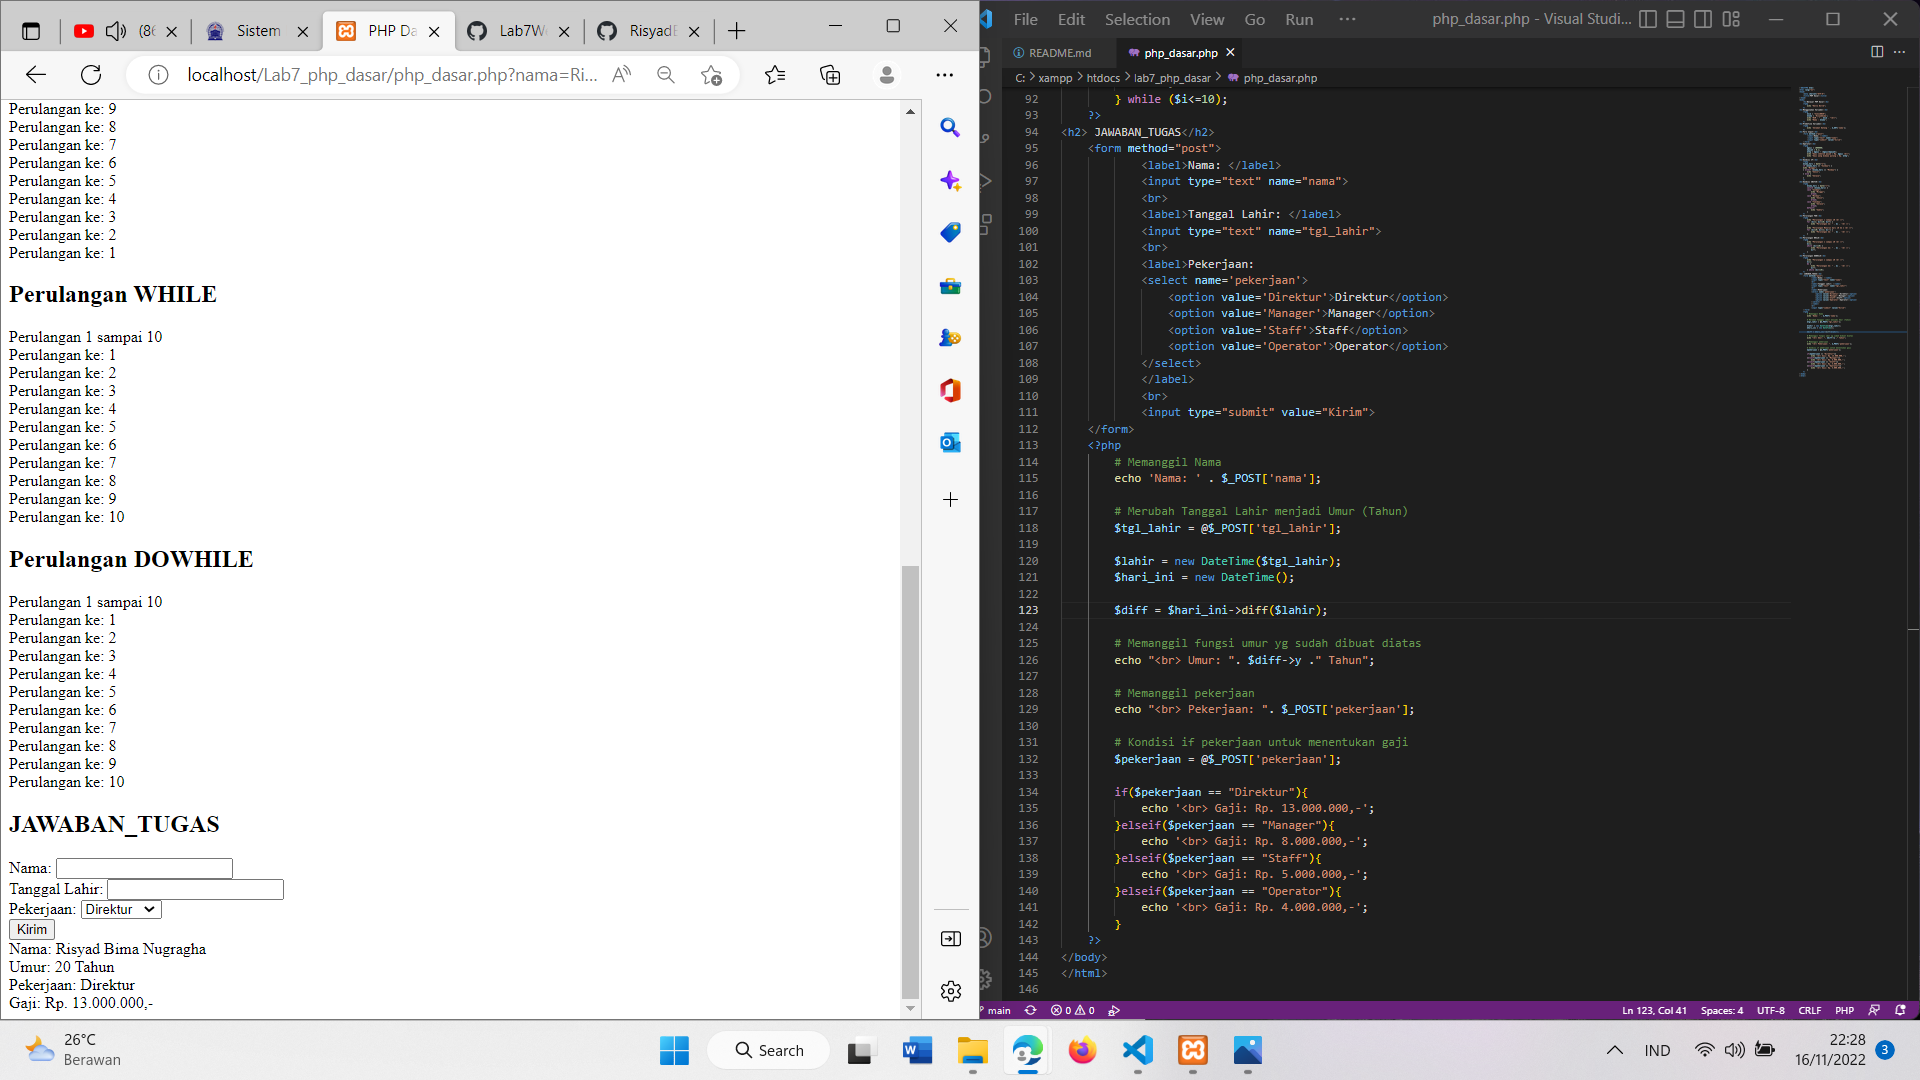 (86
Sistem
PHP Da
Lab7W
RisyadB
localhost/Lab7_php_dasar/php_dasar.php?nama=Ri...
Perulangan ke: 9
Perulangan ke: 8
Perulangan ke: 7
Perulangan ke: 6
Perulangan ke: 5
Perulangan ke: 4
Perulangan ke: 3
Perulangan ke: 2
Perulangan ke: 1
Perulangan WHILE
Perulangan 1 sampai 10
Perulangan ke: 1
Perulangan ke: 2
Perulangan ke: 3
Perulangan ke: 4
Perulangan ke: 5
Perulangan ke: 6
Perulangan ke: 7
Perulangan ke: 8
Perulangan ke: 9
Perulangan ke: 10
Perulangan DOWHILE
Perulangan 1 sampai 10
Perulangan ke: 1
Perulangan ke: 2
Perulangan ke: 3
Perulangan ke: 4
Perulangan ke: 5
Perulangan ke: 6
Perulangan ke: 7
Perulangan ke: 8
Perulangan ke: 9
Perulangan ke: 10
JAWABAN_TUGAS
Nama:
Tanggal Lahir:
Pekerjaan: Direktur
Kirim
Nama: Risyad Bima Nugragha
Umur: 20 Tahun
Pekerjaan: Direktur
Gaji: Rp. 13.000.000,-
File Edit Selection View Go Run ··· php_dasar.php - Visual Studi...
README.md php_dasar.php
C: > xampp > htdocs > lab7_php_dasar > php_dasar.php
92 } while ($i<=10);
93 ?>
94 <h2> JAWABAN_TUGAS</h2>
95 <form method="post">
96 <label>Nama: </label>
97 <input type="text" name="nama">
98 <br>
99 <label>Tanggal Lahir: </label>
100 <input type="text" name="tgl_lahir">
101 <br>
102 <label>Pekerjaan:
103 <select name='pekerjaan'>
104 <option value='Direktur'>Direktur</option>
105 <option value='Manager'>Manager</option>
106 <option value='Staff'>Staff</option>
107 <option value='Operator'>Operator</option>
108 </select>
109 </label>
110 <br>
111 <input type="submit" value="Kirim">
112 </form>
113 <?php
114 # Memanggil Nama
115 echo 'Nama: ' . $_POST['nama'];
116
117 # Merubah Tanggal Lahir menjadi Umur (Tahun)
118 $tgl_lahir = @$_POST['tgl_lahir'];
119
120 $lahir = new DateTime($tgl_lahir);
121 $hari_ini = new DateTime();
122
123 $diff = $hari_ini->diff($lahir);
124
125 # Memanggil fungsi umur yg sudah dibuat diatas
126 echo "<br> Umur: ". $diff->y ." Tahun";
127
128 # Memanggil pekerjaan
129 echo "<br> Pekerjaan: ". $_POST['pekerjaan'];
130
131 # Kondisi if pekerjaan untuk menentukan gaji
132 $pekerjaan = @$_POST['pekerjaan'];
133
134 if($pekerjaan == "Direktur"){
135 echo '<br> Gaji: Rp. 13.000.000,-';
136 }elseif($pekerjaan == "Manager"){
137 echo '<br> Gaji: Rp. 8.000.000,-';
138 }elseif($pekerjaan == "Staff"){
139 echo '<br> Gaji: Rp. 5.000.000,-';
140 }elseif($pekerjaan == "Operator"){
141 echo '<br> Gaji: Rp. 4.000.000,-';
142 }
143 ?>
144 </body>
145 </html>
146
main 0 0 Ln 123, Col 41 Spaces: 4 UTF-8 CRLF PHP
26°C
Berawan
Search
IND
22:28
16/11/2022
3